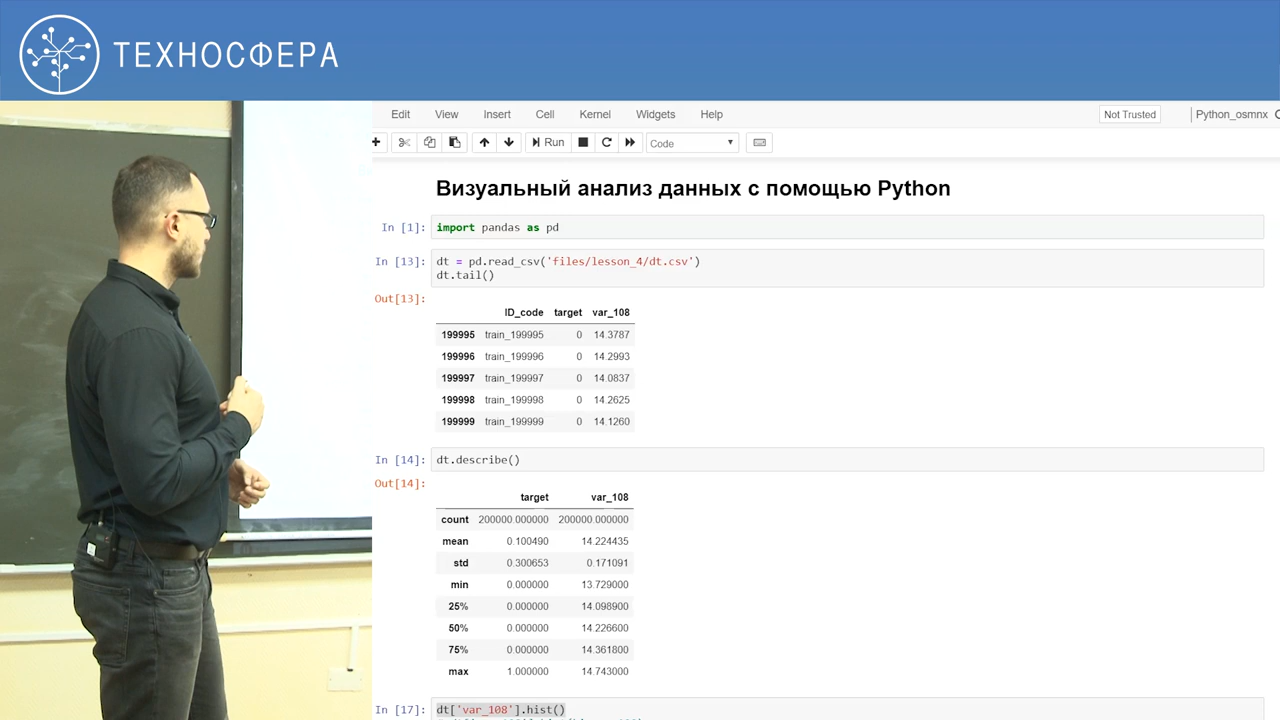 ТЕХНОСФЕРА
Edit View Insert Cell Kernel Widgets Help Not Trusted Python_osmnx
Run Code
Визуальный анализ данных с помощью Python
In [1]: import pandas as pd
In [13]: dt = pd.read_csv('files/lesson_4/dt.csv')
dt.tail()
Out[13]:
ID_code target var_108
199995 train_199995 0 14.3787
199996 train_199996 0 14.2993
199997 train_199997 0 14.0837
199998 train_199998 0 14.2625
199999 train_199999 0 14.1260
In [14]: dt.describe()
Out[14]:
target var_108
count 200000.000000 200000.000000
mean 0.100490 14.224435
std 0.300653 0.171091
min 0.000000 13.729000
25% 0.000000 14.098900
50% 0.000000 14.226600
75% 0.000000 14.361800
max 1.000000 14.743000
In [17]: dt['var_108'].hist()